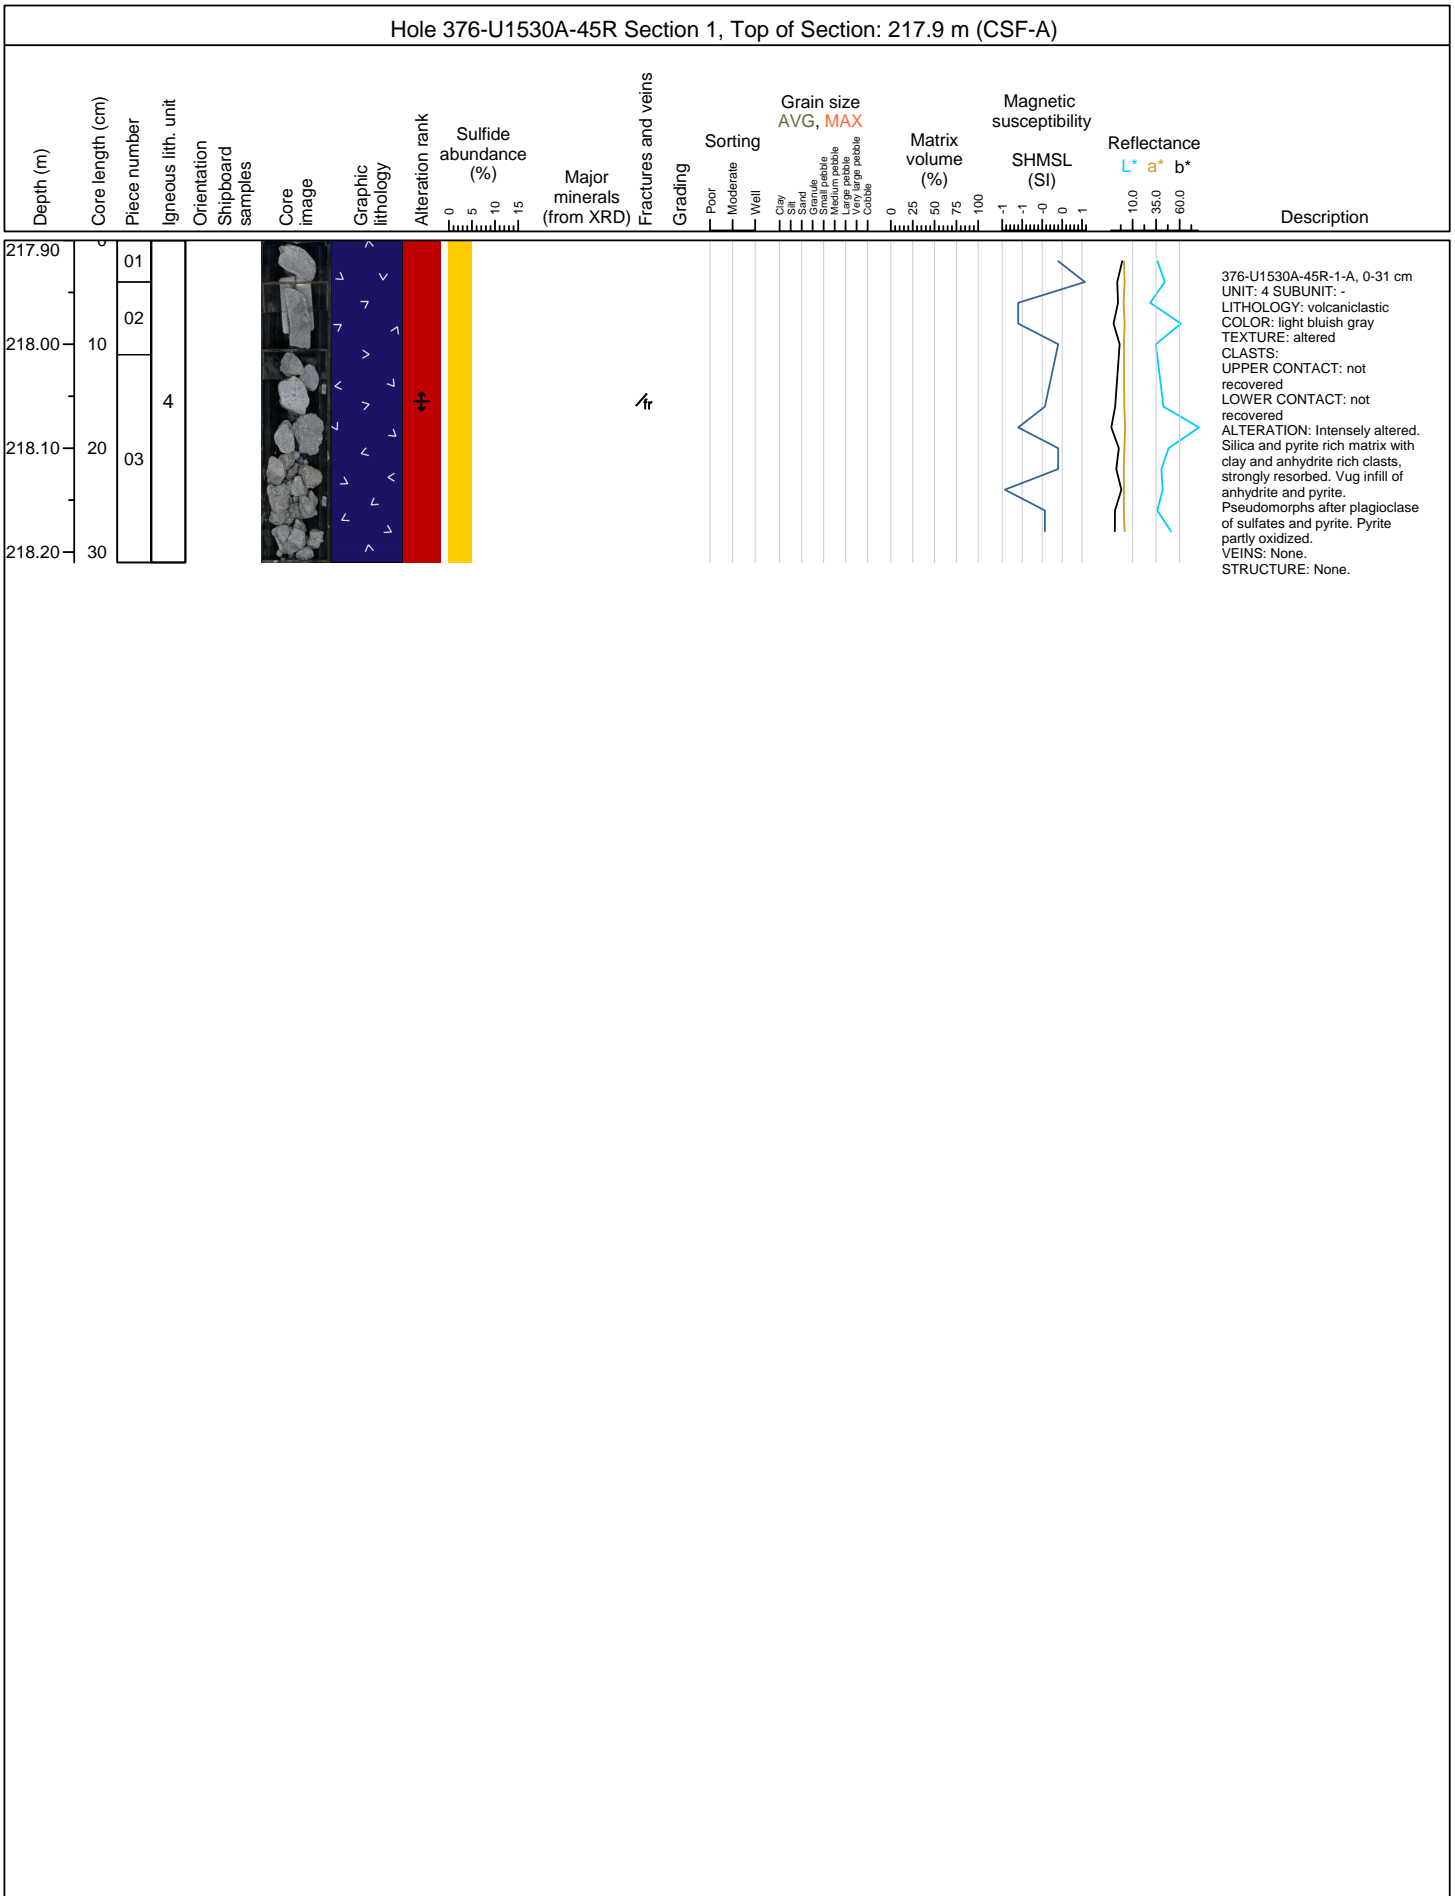 Hole 376-U1530A-45R Section 1, Top of Section: 217.9 m (CSF-A)
Depth (m)
Core length (cm)
Piece number
Igneous lith. unit
Orientation
Shipboard
samples
Core
image
Graphic
lithology
Alteration rank
Sulfide
abundance
(%)
0 5 10 15
Major
minerals
(from XRD)
Fractures and veins
Grading
Sorting
Poor
Moderate
Well
Grain size
AVG, MAX
Clay
Silt
Sand
Granule
Small pebble
Medium pebble
Large pebble
Very large pebble
Cobble
Matrix
volume
(%)
0 25 50 75 100
Magnetic
susceptibility
SHMSL
(SI)
-1 -1 -0 0 1
Reflectance
L* a* b*
10.0 35.0 60.0
Description
217.90
218.00
218.10
218.20
0
10
20
30
01
02
03
4
fr
376-U1530A-45R-1-A, 0-31 cm
UNIT: 4 SUBUNIT: -
LITHOLOGY: volcaniclastic
COLOR: light bluish gray
TEXTURE: altered
CLASTS:
UPPER CONTACT: not
recovered
LOWER CONTACT: not
recovered
ALTERATION: Intensely altered.
Silica and pyrite rich matrix with
clay and anhydrite rich clasts,
strongly resorbed. Vug infill of
anhydrite and pyrite.
Pseudomorphs after plagioclase
of sulfates and pyrite. Pyrite
partly oxidized.
VEINS: None.
STRUCTURE: None.